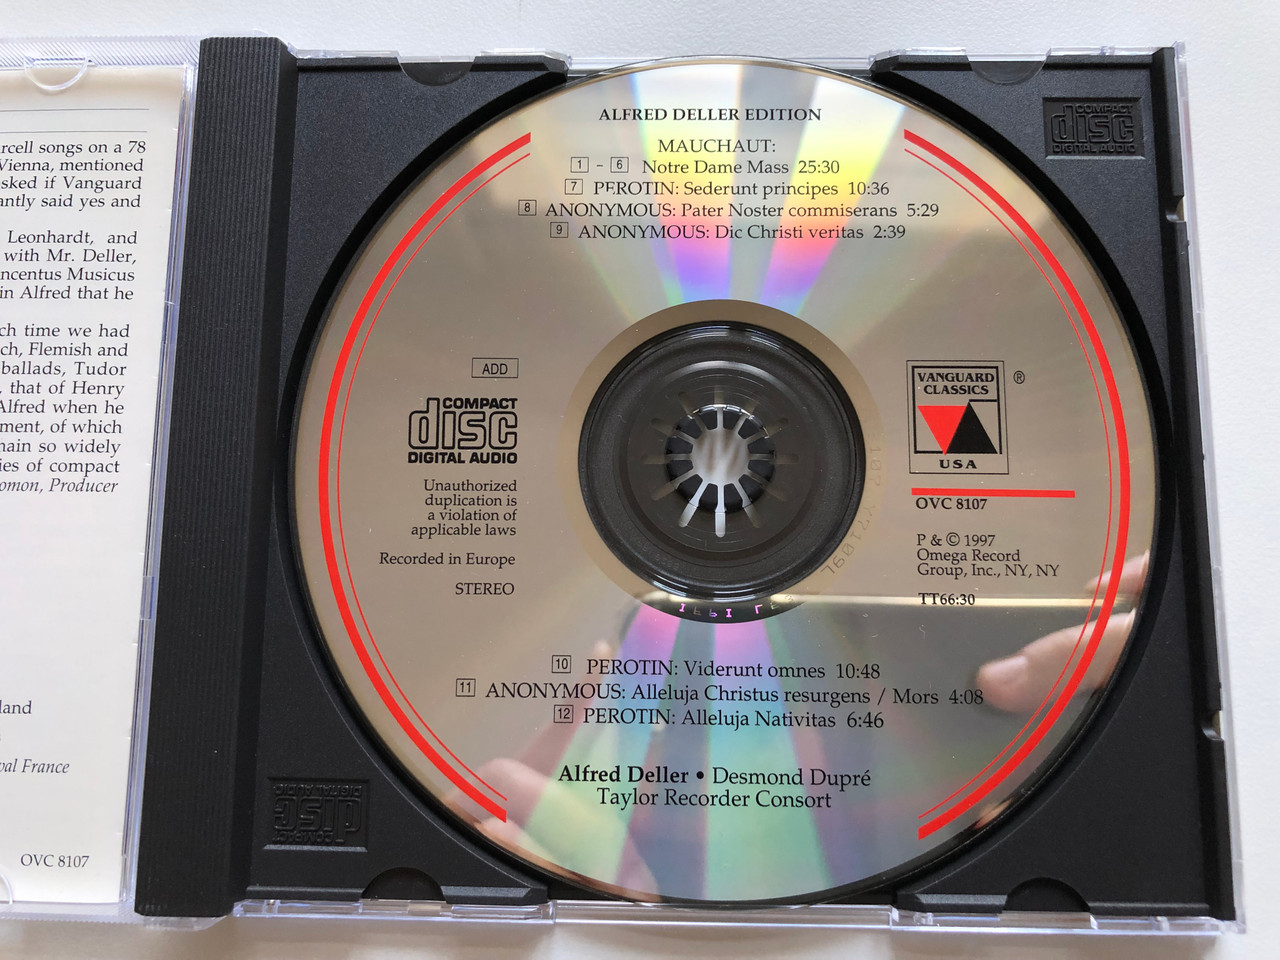 rcell songs on a 78
Vienna, mentioned
sked if Vanguard
antly said yes and
Leonhardt, and
with Mr. Deller,
ncentus Musicus
in Alfred that he
ch time we had
ch, Flemish and
ballads, Tudor
, that of Henry
Alfred when he
ment, of which
main so widely
ies of compact
omon, Producer
land
val France
OVC 8107
ALFRED DELLER EDITION
MAUCHAUT:
1 - 6 Notre Dame Mass 25:30
7 PEROTIN: Sederunt principes 10:36
8 ANONYMOUS: Pater Noster commiserans 5:29
9 ANONYMOUS: Dic Christi veritas 2:39
ADD
COMPACT
disc
DIGITAL AUDIO
Unauthorized
duplication is
a violation of
applicable laws
Recorded in Europe
STEREO
VANGUARD
CLASSICS
USA
®
OVC 8107
P & © 1997
Omega Record
Group, Inc., NY, NY
TT66:30
10 PEROTIN: Viderunt omnes 10:48
11 ANONYMOUS: Alleluja Christus resurgens / Mors 4:08
12 PEROTIN: Alleluja Nativitas 6:46
Alfred Deller • Desmond Dupré
Taylor Recorder Consort
COMPACT
disc
DIGITAL AUDIO
COMPACT
disc
DIGITAL AUDIO